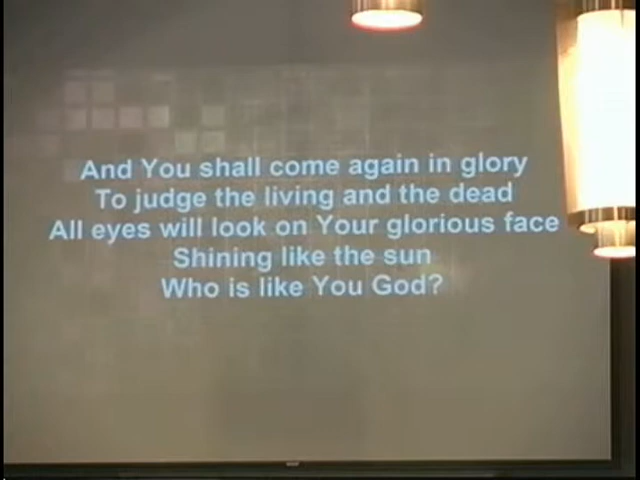 And You shall come again in glory
To judge the living and the dead
All eyes will look on Your glorious face
Shining like the sun
Who is like You God?